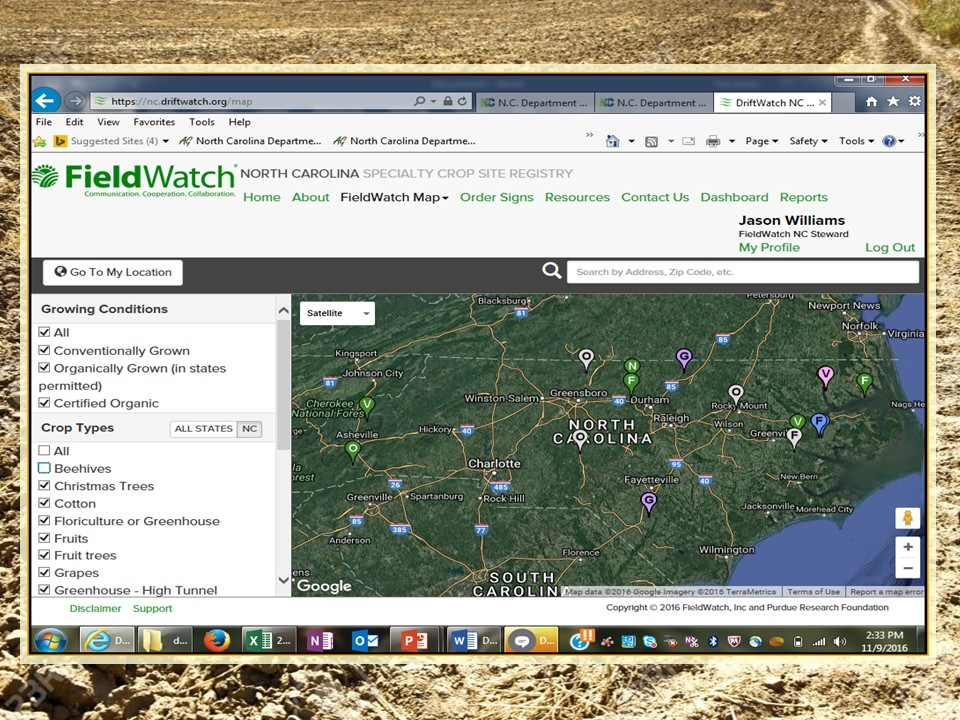 https://nc.driftwatch.org/map
N.C. Department ...
N.C. Department ...
DriftWatch NC ...
File Edit View Favorites Tools Help
Suggested Sites (4)
North Carolina Departme...
North Carolina Departme...
Page Safety Tools
FieldWatch®
Communication. Cooperation. Collaboration.
NORTH CAROLINA SPECIALTY CROP SITE REGISTRY
Home About FieldWatch Map Order Signs Resources Contact Us Dashboard Reports
Jason Williams
FieldWatch NC Steward
My Profile Log Out
Go To My Location
Search by Address, Zip Code, etc.
Growing Conditions
All
Conventionally Grown
Organically Grown (in states
permitted)
Certified Organic
Crop Types ALL STATES NC
All
Beehives
Christmas Trees
Cotton
Floriculture or Greenhouse
Fruits
Fruit trees
Grapes
Greenhouse - High Tunnel
Disclaimer Support
Satellite
Blacksburg
81
Petersburg
Newport News
Norfolk
Virginia
85
Kingsport
Johnson City
81
O
N
F
G
V
F
Cherokee
National Fores
V
Winston-Salem
Greensboro
40
Durham
85
O
Rocky Mount
Nags He
Raleigh
Wilson
Greenvi
V
F
F
Asheville
O
Hickory
40
NORTH
CAROLINA
O
la
orest
Charlotte
95
40
New Bern
26
485
Fayetteville
G
Greenville
Spartanburg
Rock Hill
Jacksonville
Morehead City
85
385
77
Anderson
Florence
Wilmington
ens
SOUTH
CAROLIN
Google
Map data ©2016 Google Imagery ©2016 TerraMetrics
Terms of Use
Report a map error
Copyright © 2016 FieldWatch, Inc and Purdue Research Foundation
D...
d...
2...
D...
D...
2:33 PM
11/9/2016